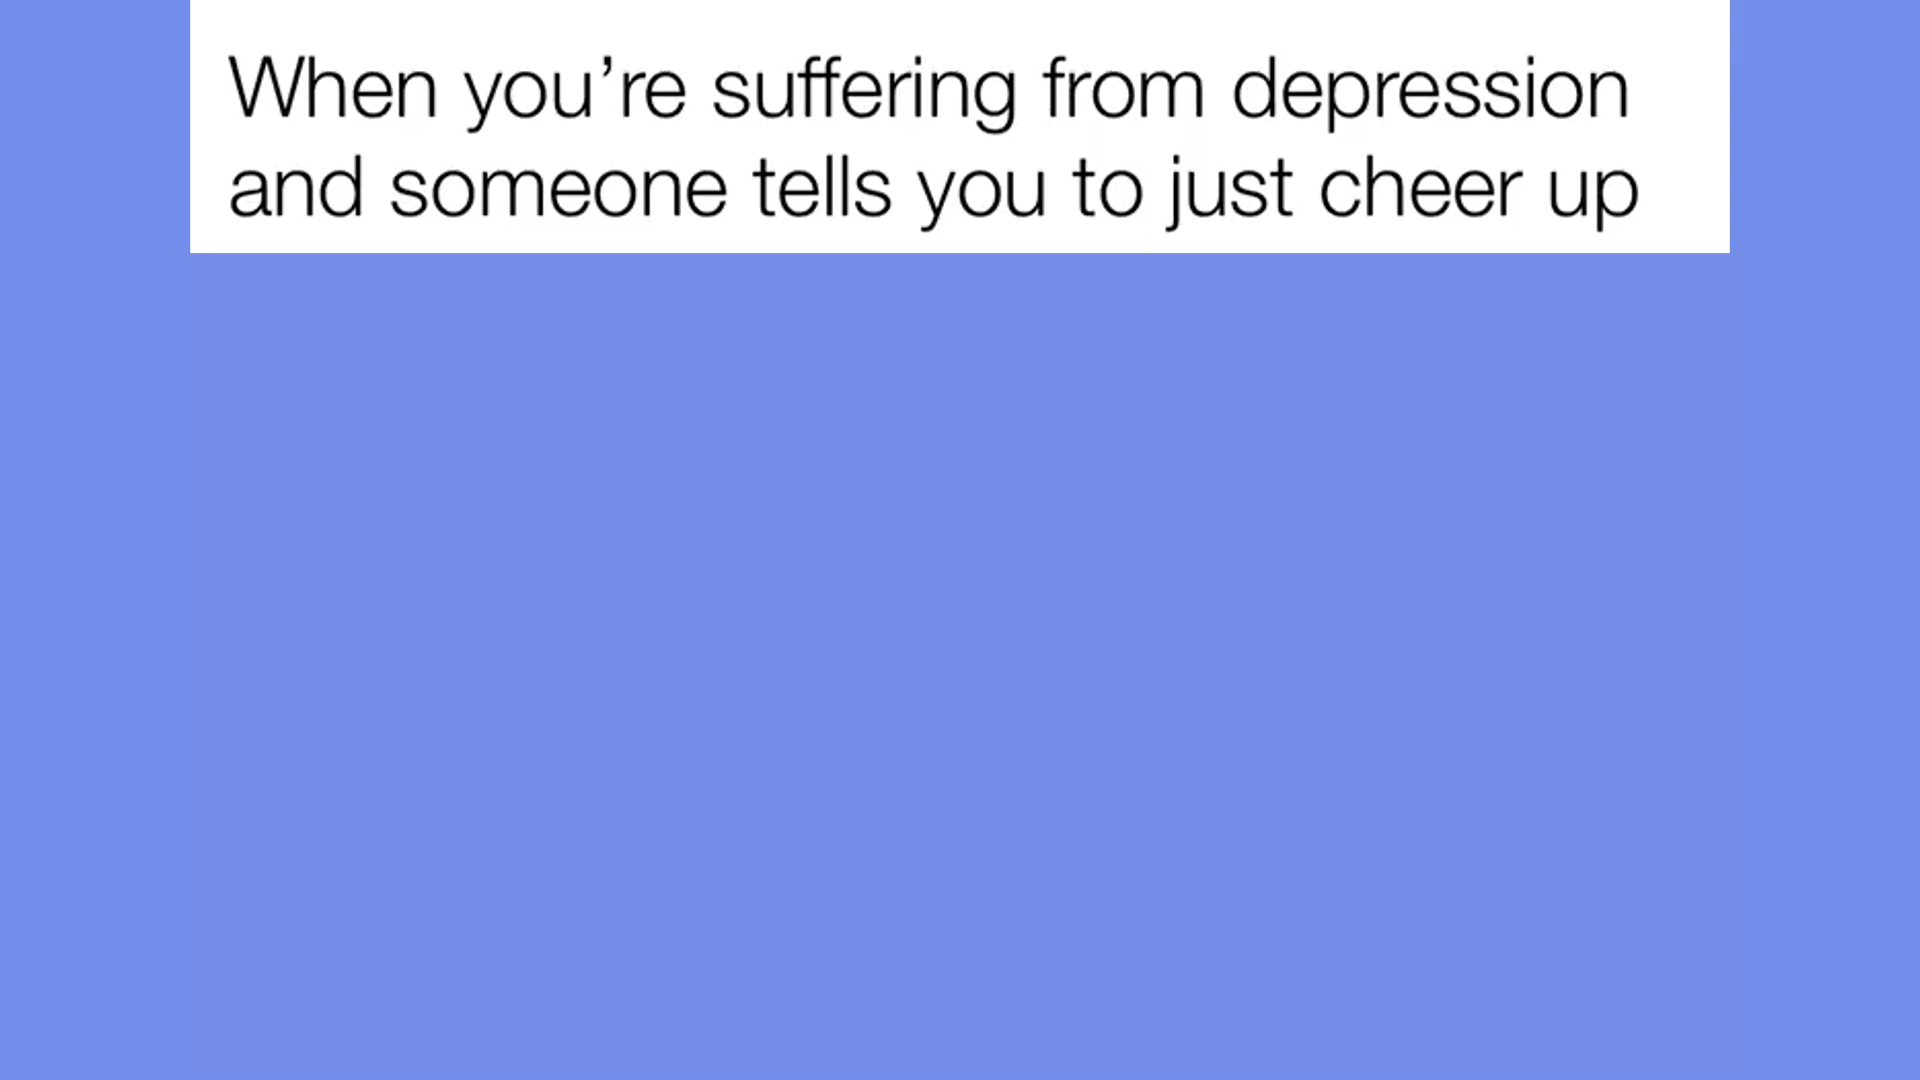 When you’re suffering from depression
and someone tells you to just cheer up